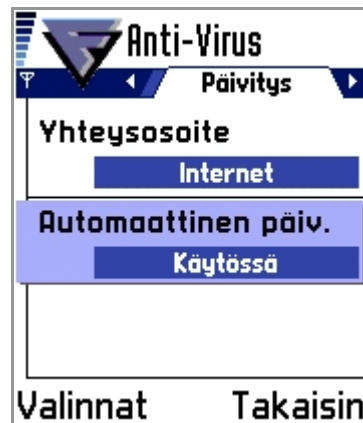 Anti-Virus
Päivitys
Yhteysosoite
Internet
Automaattinen päiv.
Käytössä
Valinnat Takaisin